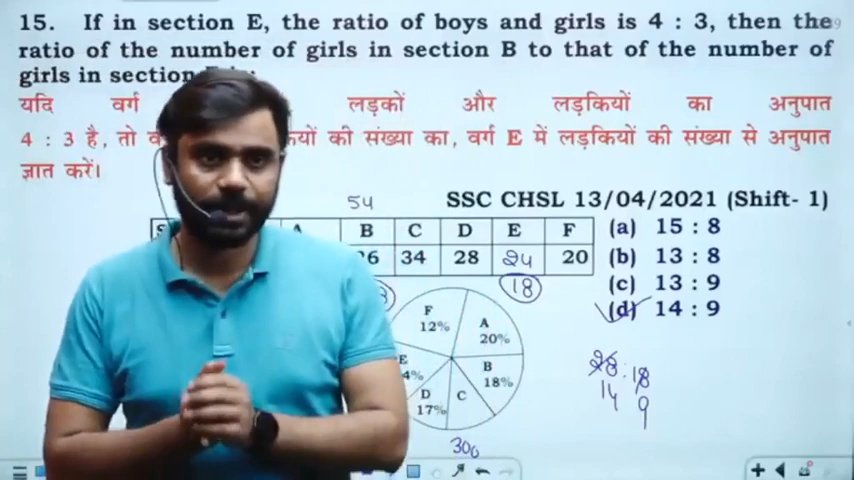 15. If in section E, the ratio of boys and girls is 4 : 3, then the
ratio of the number of girls in section B to that of the number of
girls in section
यदि वर्ग लड़कों और लड़कियों का अनुपात
4 : 3 है, तो की संख्या का, वर्ग E में लड़कियों की संख्या से अनुपात
ज्ञात करें।
54
SSC CHSL 13/04/2021 (Shift- 1)
B C D E F
34 28 24 20
18
(a) 15 : 8
(b) 13 : 8
(c) 13 : 9
(d) 14 : 9
F
12%
A
20%
B
18%
C
D
17%
E
4%
300
28 : 18
14 9